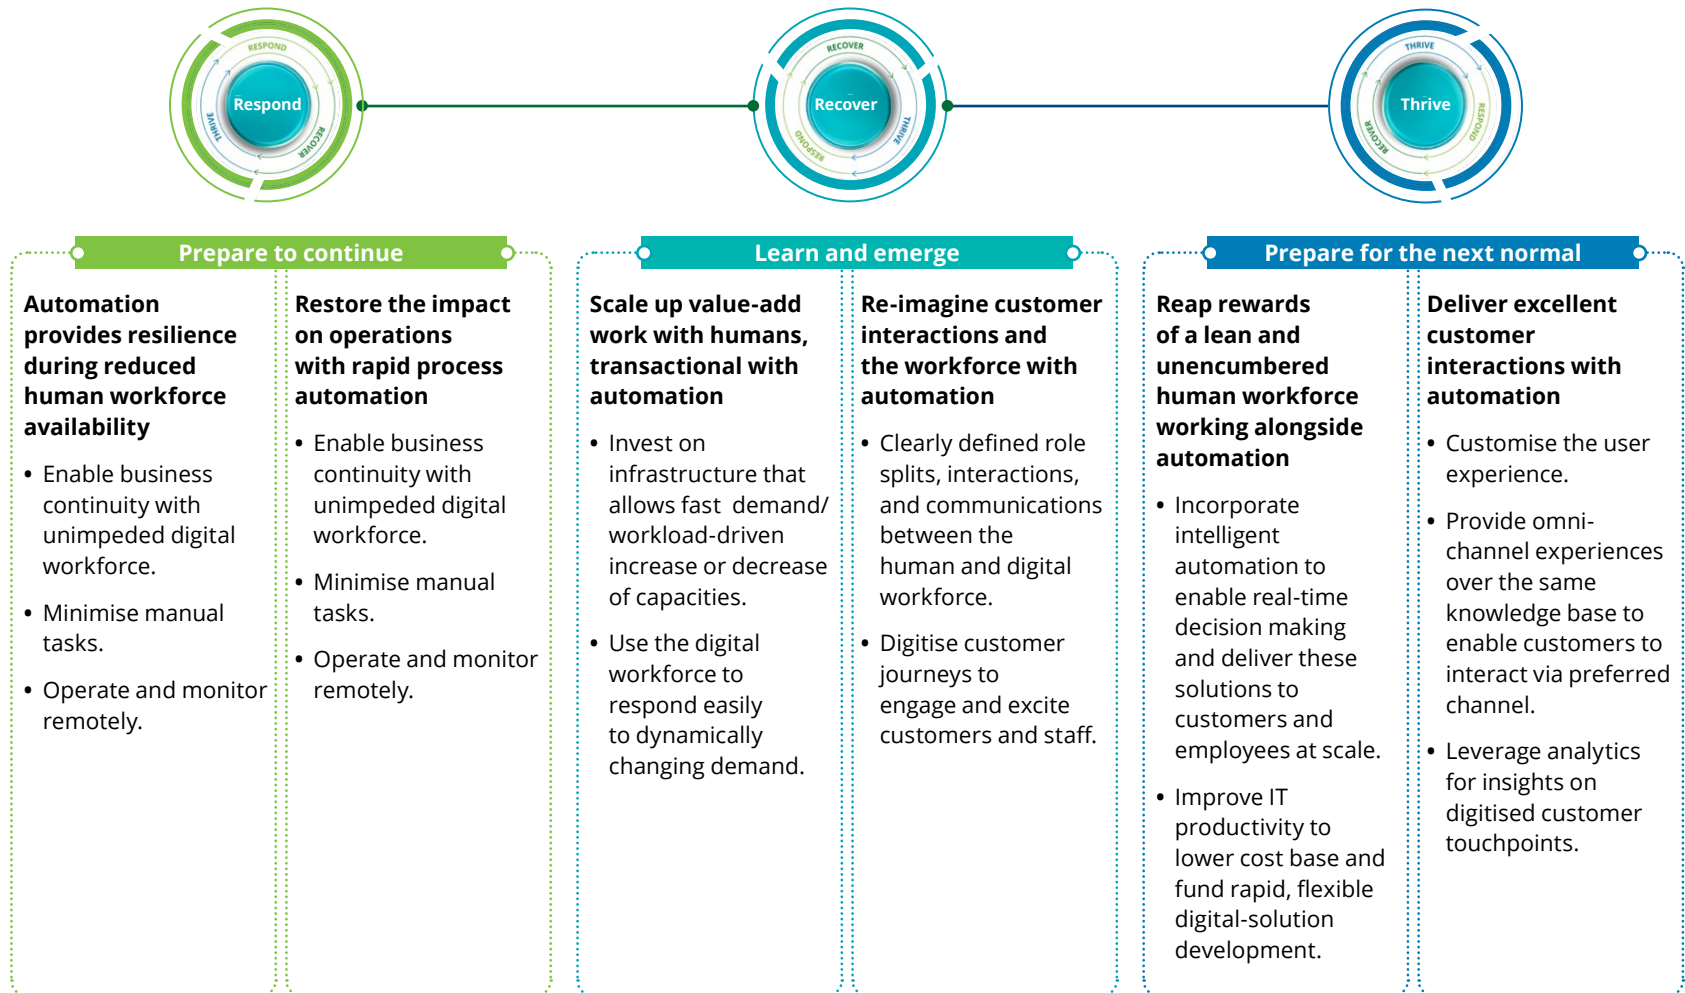 RESPOND
RECOVER
THRIVE
Respond
RECOVER
THRIVE
RESPOND
Recover
THRIVE
RESPOND
RECOVER
Thrive
Prepare to continue
Automation
provides resilience
during reduced
human workforce
availability
• Enable business
continuity with
unimpeded digital
workforce.
• Minimise manual
tasks.
• Operate and monitor
remotely.
Restore the impact
on operations
with rapid process
automation
• Enable business
continuity with
unimpeded digital
workforce.
• Minimise manual
tasks.
• Operate and monitor
remotely.
Learn and emerge
Scale up value-add
work with humans,
transactional with
automation
• Invest on
infrastructure that
allows fast demand/
workload-driven
increase or decrease
of capacities.
• Use the digital
workforce to
respond easily
to dynamically
changing demand.
Re-imagine customer
interactions and
the workforce with
automation
• Clearly defined role
splits, interactions,
and communications
between the
human and digital
workforce.
• Digitise customer
journeys to
engage and excite
customers and staff.
Prepare for the next normal
Reap rewards
of a lean and
unencumbered
human workforce
working alongside
automation
• Incorporate
intelligent
automation to
enable real-time
decision making
and deliver these
solutions to
customers and
employees at scale.
• Improve IT
productivity to
lower cost base and
fund rapid, flexible
digital-solution
development.
Deliver excellent
customer
interactions with
automation
• Customise the user
experience.
• Provide omni-
channel experiences
over the same
knowledge base to
enable customers to
interact via preferred
channel.
• Leverage analytics
for insights on
digitised customer
touchpoints.